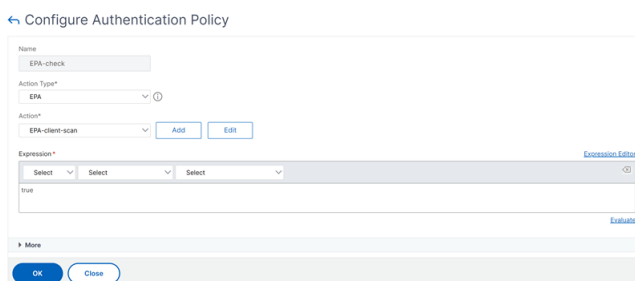 Configure Authentication Policy
Name
EPA-check
Action Type*
EPA
Action*
EPA-client-scan
Add
Edit
Expression*
Expression Editor
Select
Select
Select
true
Evaluate
More
OK
Close